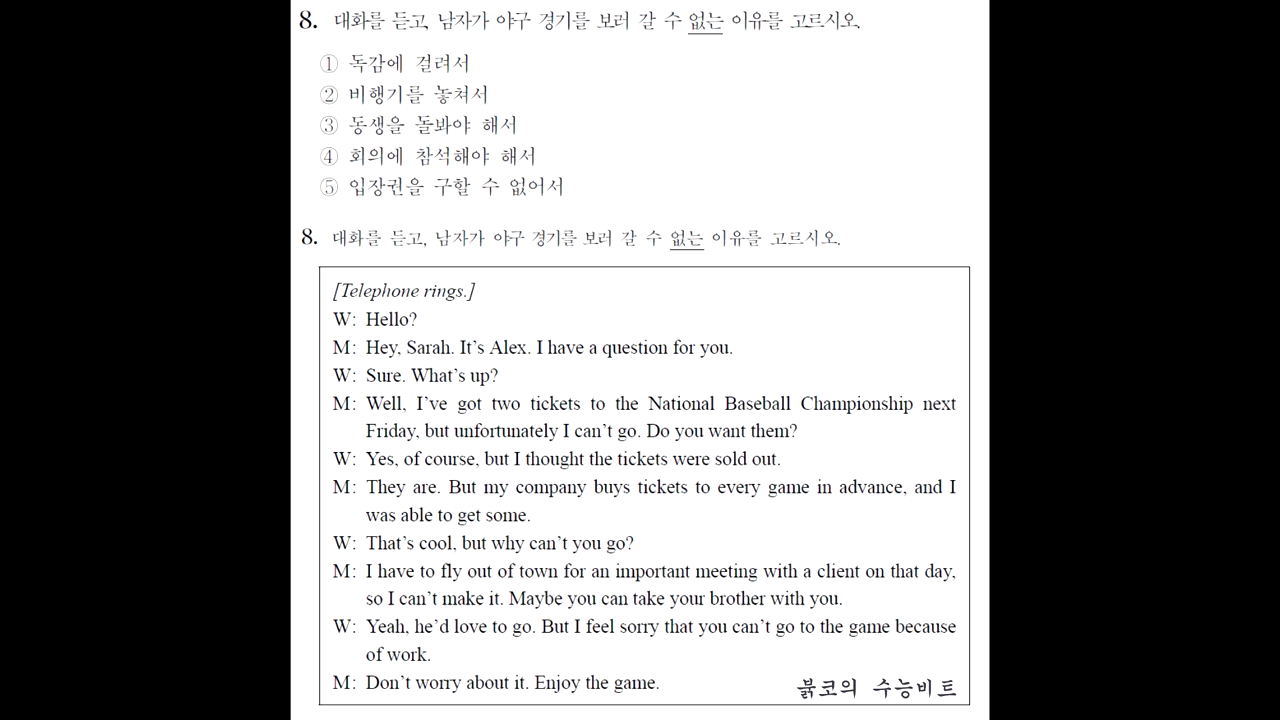 8. 대화를 듣고, 남자가 야구 경기를 보러 갈 수 없는 이유를 고르시오.
① 독감에 걸려서
② 비행기를 놓쳐서
③ 동생을 돌봐야 해서
④ 회의에 참석해야 해서
⑤ 입장권을 구할 수 없어서
8. 대화를 듣고, 남자가 야구 경기를 보러 갈 수 없는 이유를 고르시오.
[Telephone rings.]
W: Hello?
M: Hey, Sarah. It's Alex. I have a question for you.
W: Sure. What's up?
M: Well, I've got two tickets to the National Baseball Championship next
Friday, but unfortunately I can't go. Do you want them?
W: Yes, of course, but I thought the tickets were sold out.
M: They are. But my company buys tickets to every game in advance, and I
was able to get some.
W: That's cool, but why can't you go?
M: I have to fly out of town for an important meeting with a client on that day,
so I can't make it. Maybe you can take your brother with you.
W: Yeah, he'd love to go. But I feel sorry that you can't go to the game because
of work.
M: Don't worry about it. Enjoy the game.
붉코의 수능비트